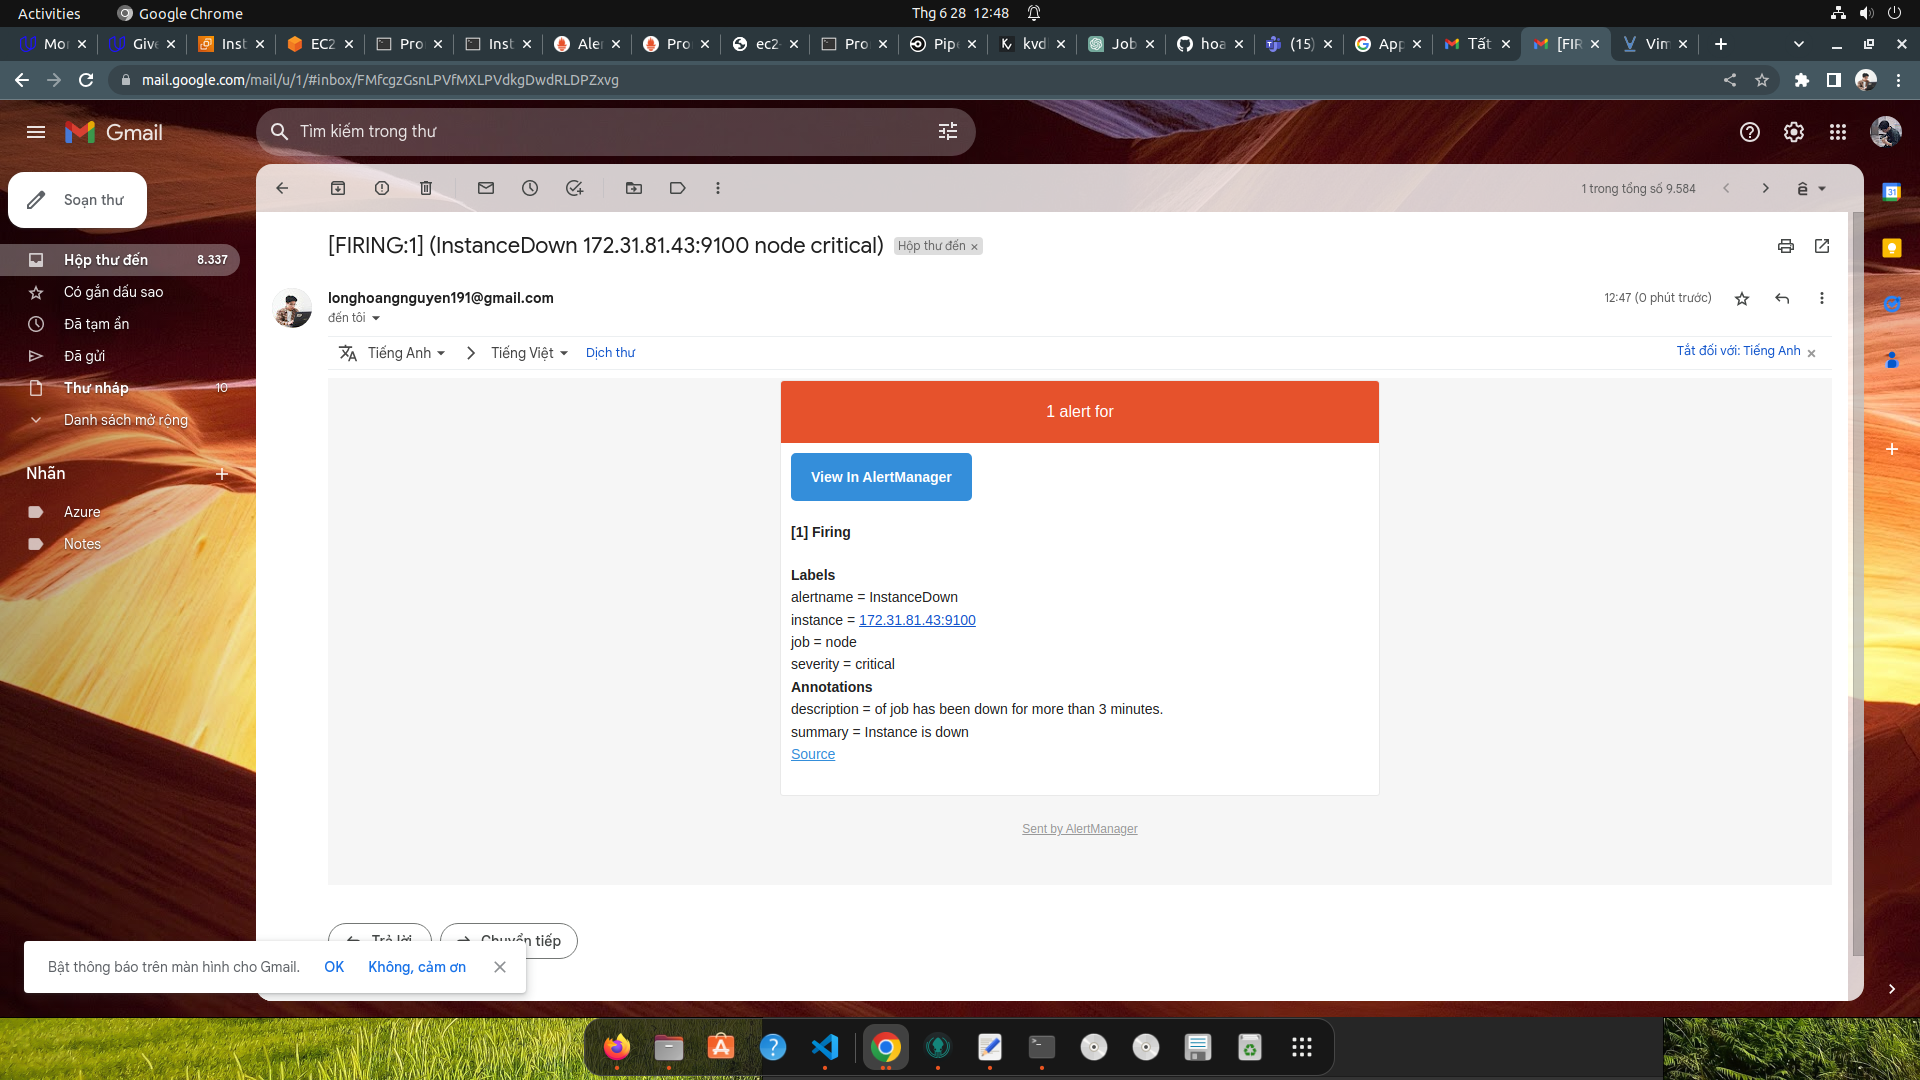 Activities
Google Chrome
Thg 6 28 12:48
Mor
Give
Inst
EC2
Pro
Inst
Aler
Pro
ec2-
Pro
Pipe
kvd
Job
hoa
(15)
App
Tất
[FIR
Vim
mail.google.com/mail/u/1/#inbox/FMfcgzGsnLPVfMXLPVdkgDwdRLDPZxvg
Gmail
Tìm kiếm trong thư
Soạn thư
1 trong tổng số 9.584
Hộp thư đến 8.337
Có gắn dấu sao
Đã tạm ẩn
Đã gửi
Thư nháp 10
Danh sách mở rộng
Nhãn
Azure
Notes
[FIRING:1] (InstanceDown 172.31.81.43:9100 node critical) Hộp thư đến
longhoangnguyen191@gmail.com
12:47 (0 phút trước)
đến tôi
Tiếng Anh > Tiếng Việt Dịch thư
Tắt đối với: Tiếng Anh
1 alert for
View In AlertManager
[1] Firing
Labels
alertname = InstanceDown
instance = 172.31.81.43:9100
job = node
severity = critical
Annotations
description = of job has been down for more than 3 minutes.
summary = Instance is down
Source
Sent by AlertManager
Trả lời
Chuyển tiếp
Bật thông báo trên màn hình cho Gmail. OK Không, cảm ơn